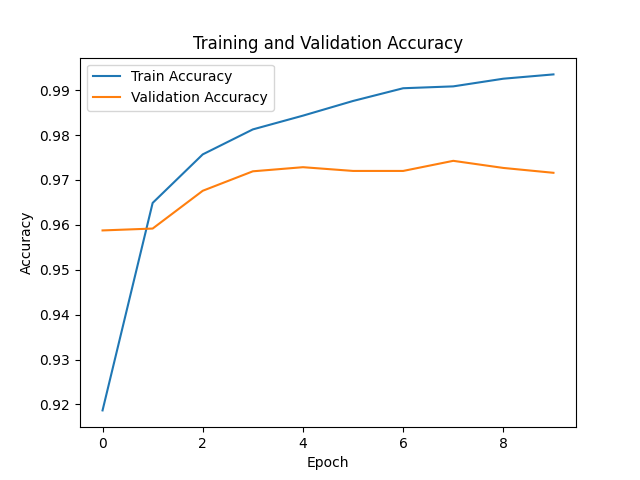 Training and Validation Accuracy
Train Accuracy
Validation Accuracy
0.99
0.98
0.97
0.96
0.95
0.94
0.93
0.92
Accuracy
0 2 4 6 8
Epoch